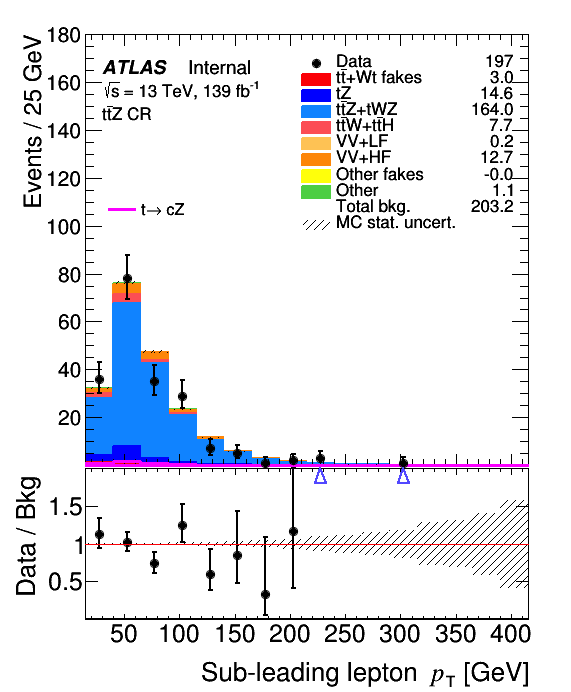 180
160
140
120
100
80
60
40
20
Events / 25 GeV
ATLAS Internal
√s = 13 TeV, 139 fb⁻¹
tt̄Z CR
t→ cZ
Data 197
tt̄+Wt fakes 3.0
tZ 14.6
tt̄Z+tWZ 164.0
tt̄W+tt̄H 7.7
VV+LF 0.2
VV+HF 12.7
Other fakes -0.0
Other 1.1
Total bkg. 203.2
MC stat. uncert.
Data / Bkg
1.5
1
0.5
50 100 150 200 250 300 350 400
Sub-leading lepton p_T [GeV]